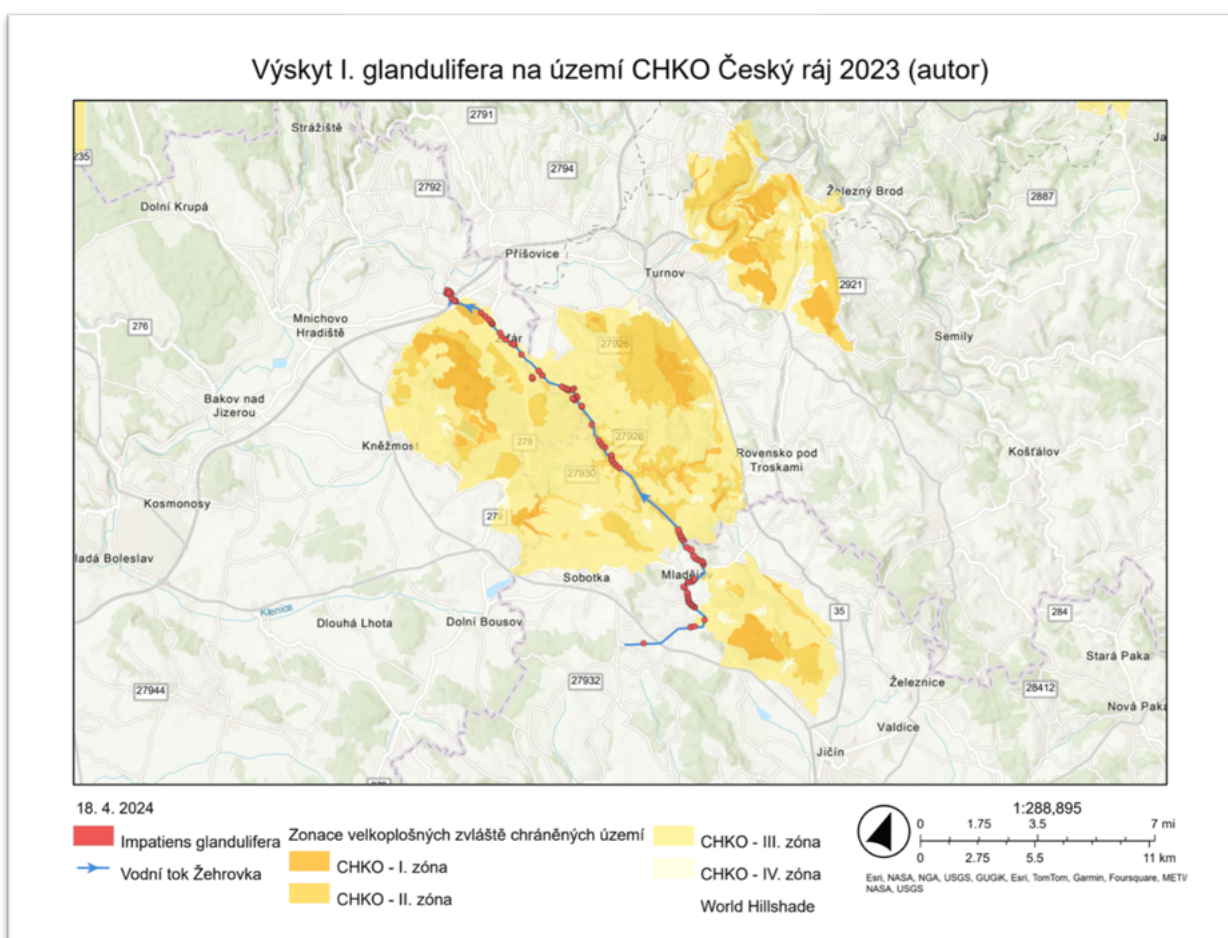 Výskyt I. glandulifera na území CHKO Český ráj 2023 (autor)
2791
Strážiště
235
2794
2792
Železný Brod
2887
Dolní Krupá
Příšovice
Turnov
2921
276
Mnichovo
Hradiště
Semily
27926
Bakov nad
Jizerou
279
27926
Kněžmost
Rovensko pod
Troskami
Košťálov
27930
Kosmonosy
279
ladá Boleslav
Sobotka
Mladějov
Klenice
Dlouhá Lhota
Dolní Bousov
35
284
Stará Paka
27944
27932
Železnice
28412
Nová Paka
Valdice
Jičín
18. 4. 2024
Impatiens glandulifera
Vodní tok Žehrovka
Zonace velkoplošných zvláště chráněných území
CHKO - I. zóna
CHKO - II. zóna
CHKO - III. zóna
CHKO - IV. zóna
World Hillshade
1:288,895
0 1.75 3.5 7 mi
0 2.75 5.5 11 km
Esri, NASA, NGA, USGS, GUGiK, Esri, TomTom, Garmin, Foursquare, METI/
NASA, USGS